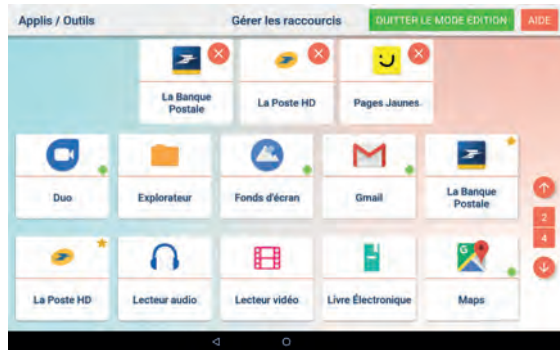 Applis / Outils
Gérer les raccourcis
QUITTER LE MODE ÉDITION
AIDE
La Banque
Postale
La Poste HD
Pages Jaunes
Duo
Explorateur
Fonds d'écran
Gmail
La Banque
Postale
2
4
La Poste HD
Lecteur audio
Lecteur vidéo
Livre Électronique
Maps